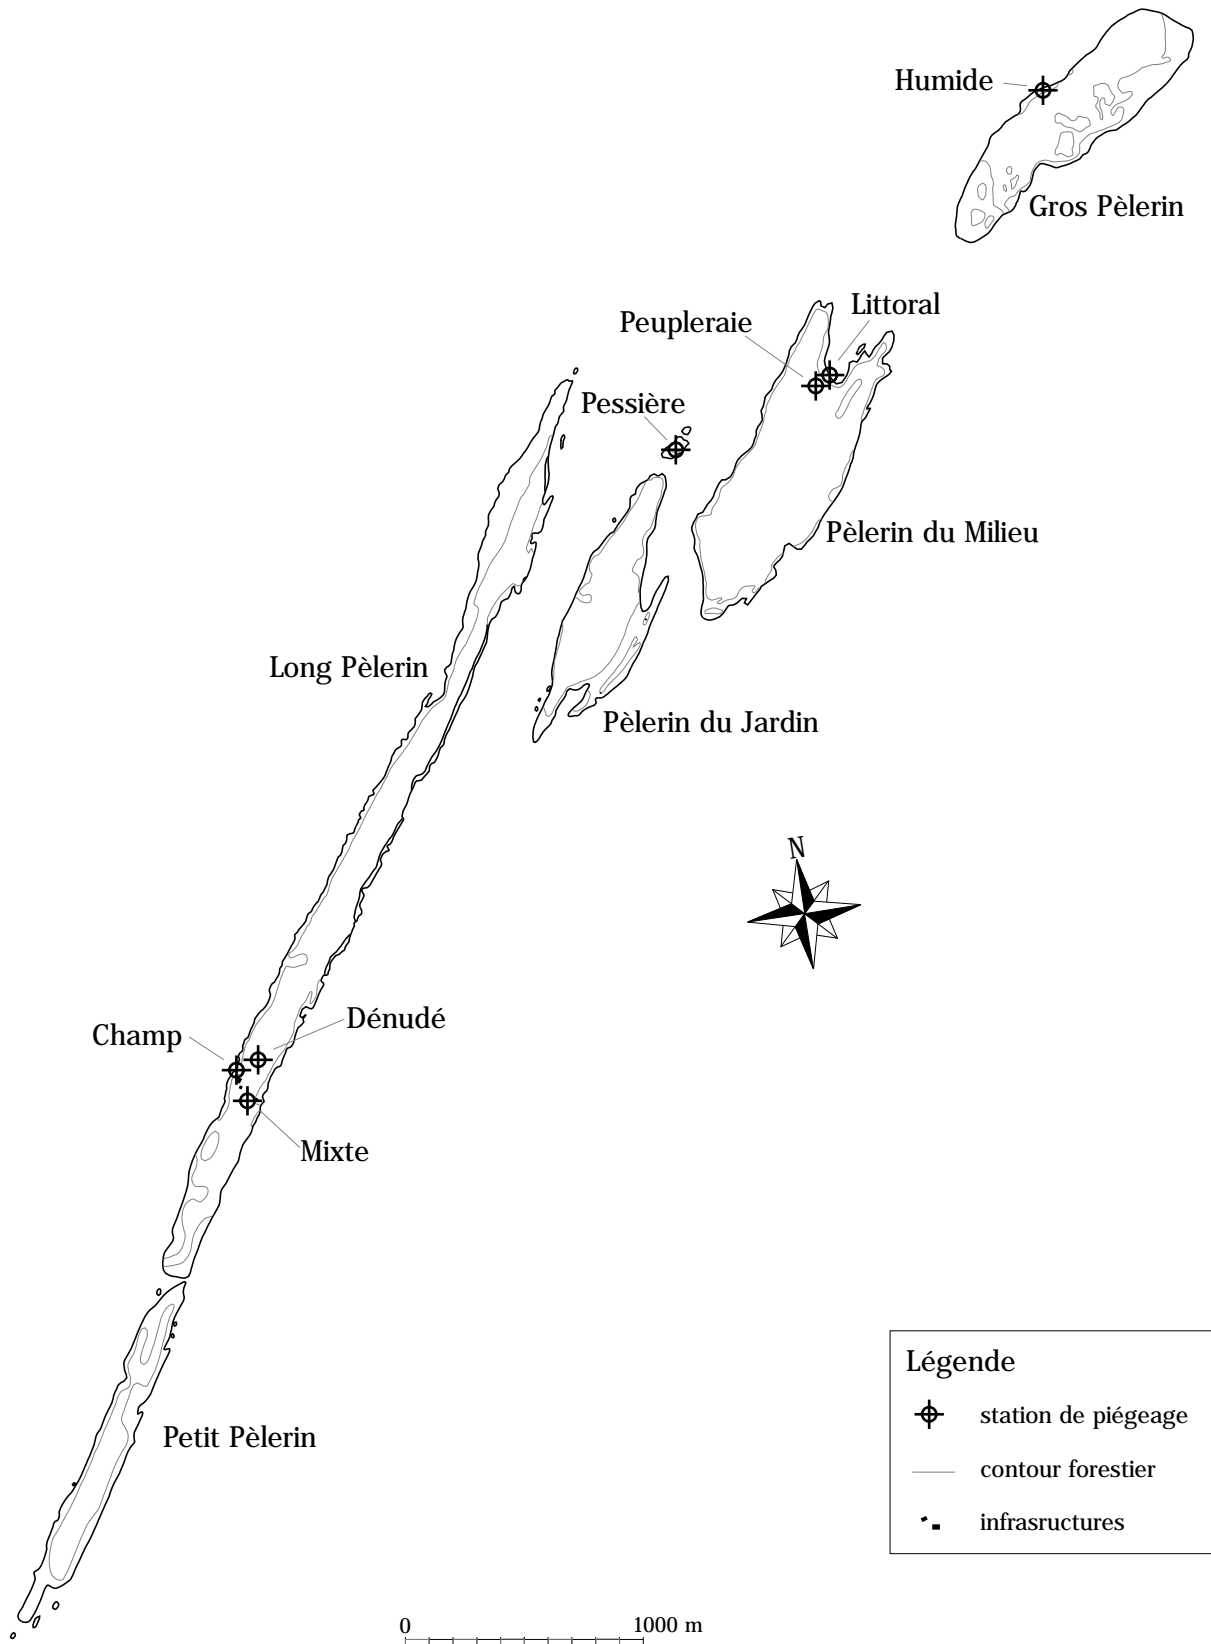 Humide
Gros Pèlerin
Littoral
Peupleraie
Pessière
Pèlerin du Milieu
Long Pèlerin
Pèlerin du Jardin
N
Dénudé
Champ
Mixte
Petit Pèlerin
Légende
station de piégeage
contour forestier
infrasructures
0 1000 m